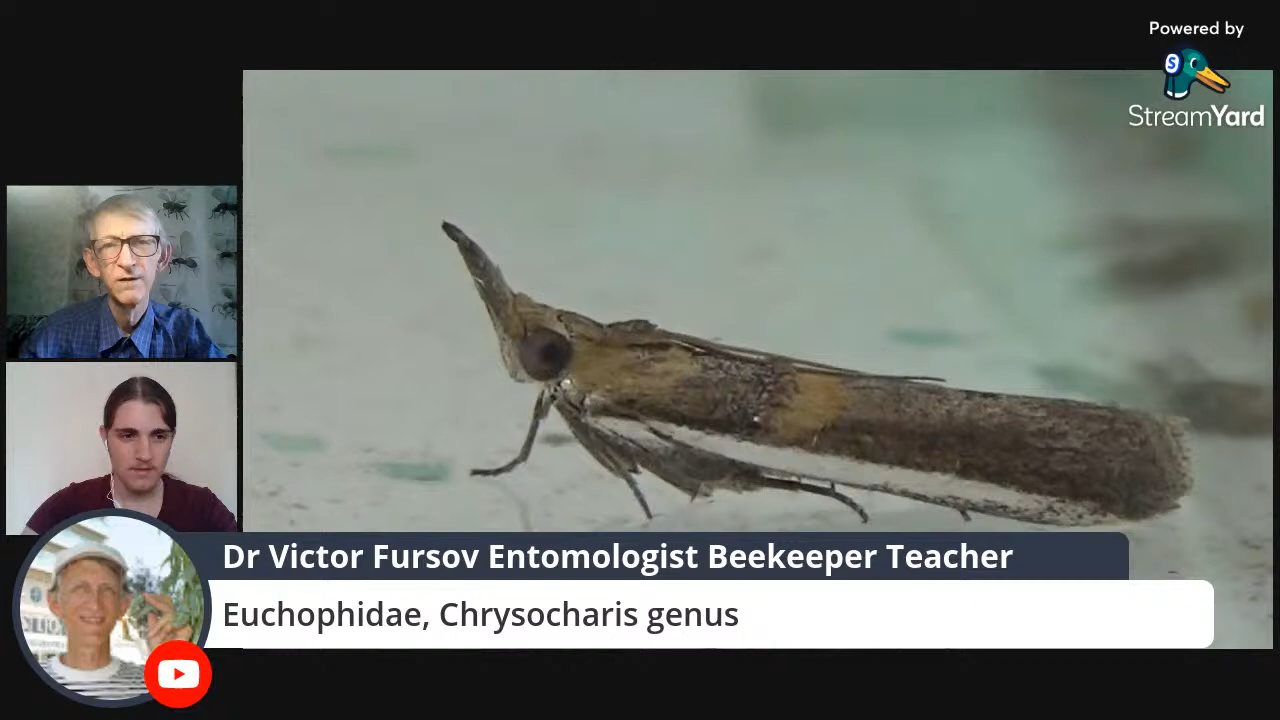 Powered by
S
StreamYard
Dr Victor Fursov Entomologist Beekeeper Teacher
Euchophidae, Chrysocharis genus